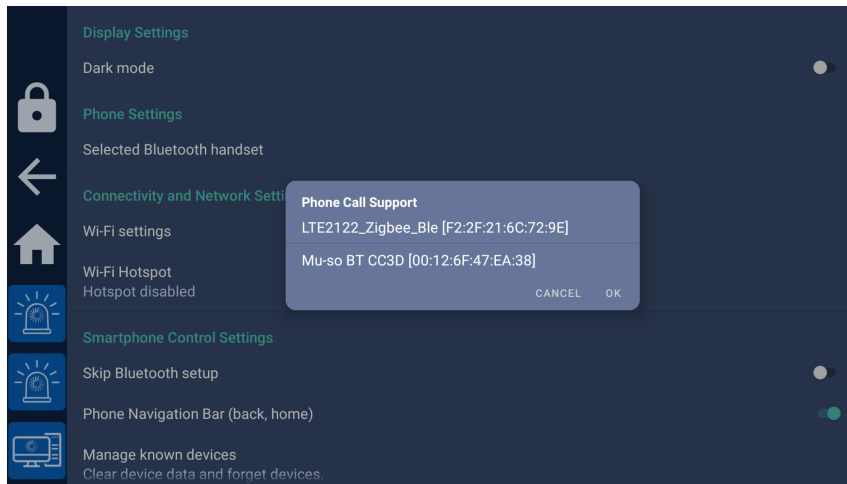 Display Settings
Dark mode
Phone Settings
Selected Bluetooth handset
Connectivity and Network Setti
Wi-Fi settings
Wi-Fi Hotspot
Hotspot disabled
Phone Call Support
LTE2122_Zigbee_Ble [F2:2F:21:6C:72:9E]
Mu-so BT CC3D [00:12:6F:47:EA:38]
CANCEL OK
Smartphone Control Settings
Skip Bluetooth setup
Phone Navigation Bar (back, home)
Manage known devices
Clear device data and forget devices.